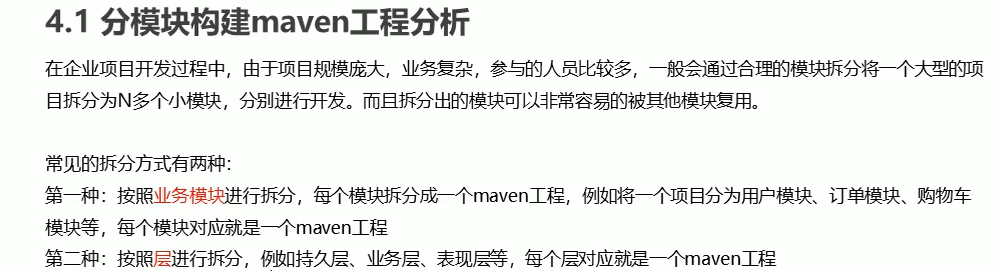 4.1 分模块构建maven工程分析
在企业项目开发过程中，由于项目规模庞大，业务复杂，参与的人员比较多，一般会通过合理的模块拆分将一个大型的项
目拆分为N多个小模块，分别进行开发。而且拆分出的模块可以非常容易的被其他模块复用。
常见的拆分方式有两种：
第一种：按照业务模块进行拆分，每个模块拆分成一个maven工程，例如将一个项目分为用户模块、订单模块、购物车
模块等，每个模块对应就是一个maven工程
第二种：按照层进行拆分，例如持久层、业务层、表现层等，每个层对应就是一个maven工程